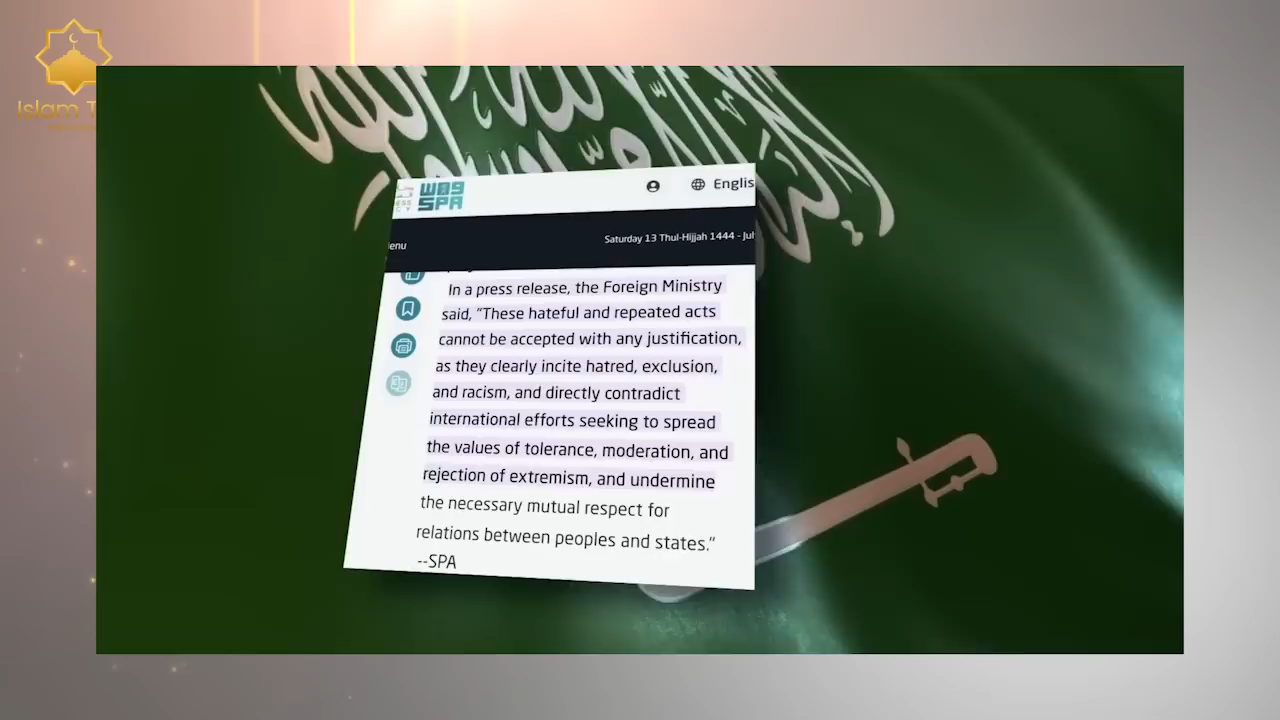 Islam T
SPA
Englis
enu
Saturday 13 Thul-Hijjah 1444 - Jul
In a press release, the Foreign Ministry
said, "These hateful and repeated acts
cannot be accepted with any justification,
as they clearly incite hatred, exclusion,
and racism, and directly contradict
international efforts seeking to spread
the values of tolerance, moderation, and
rejection of extremism, and undermine
the necessary mutual respect for
relations between peoples and states."
--SPA